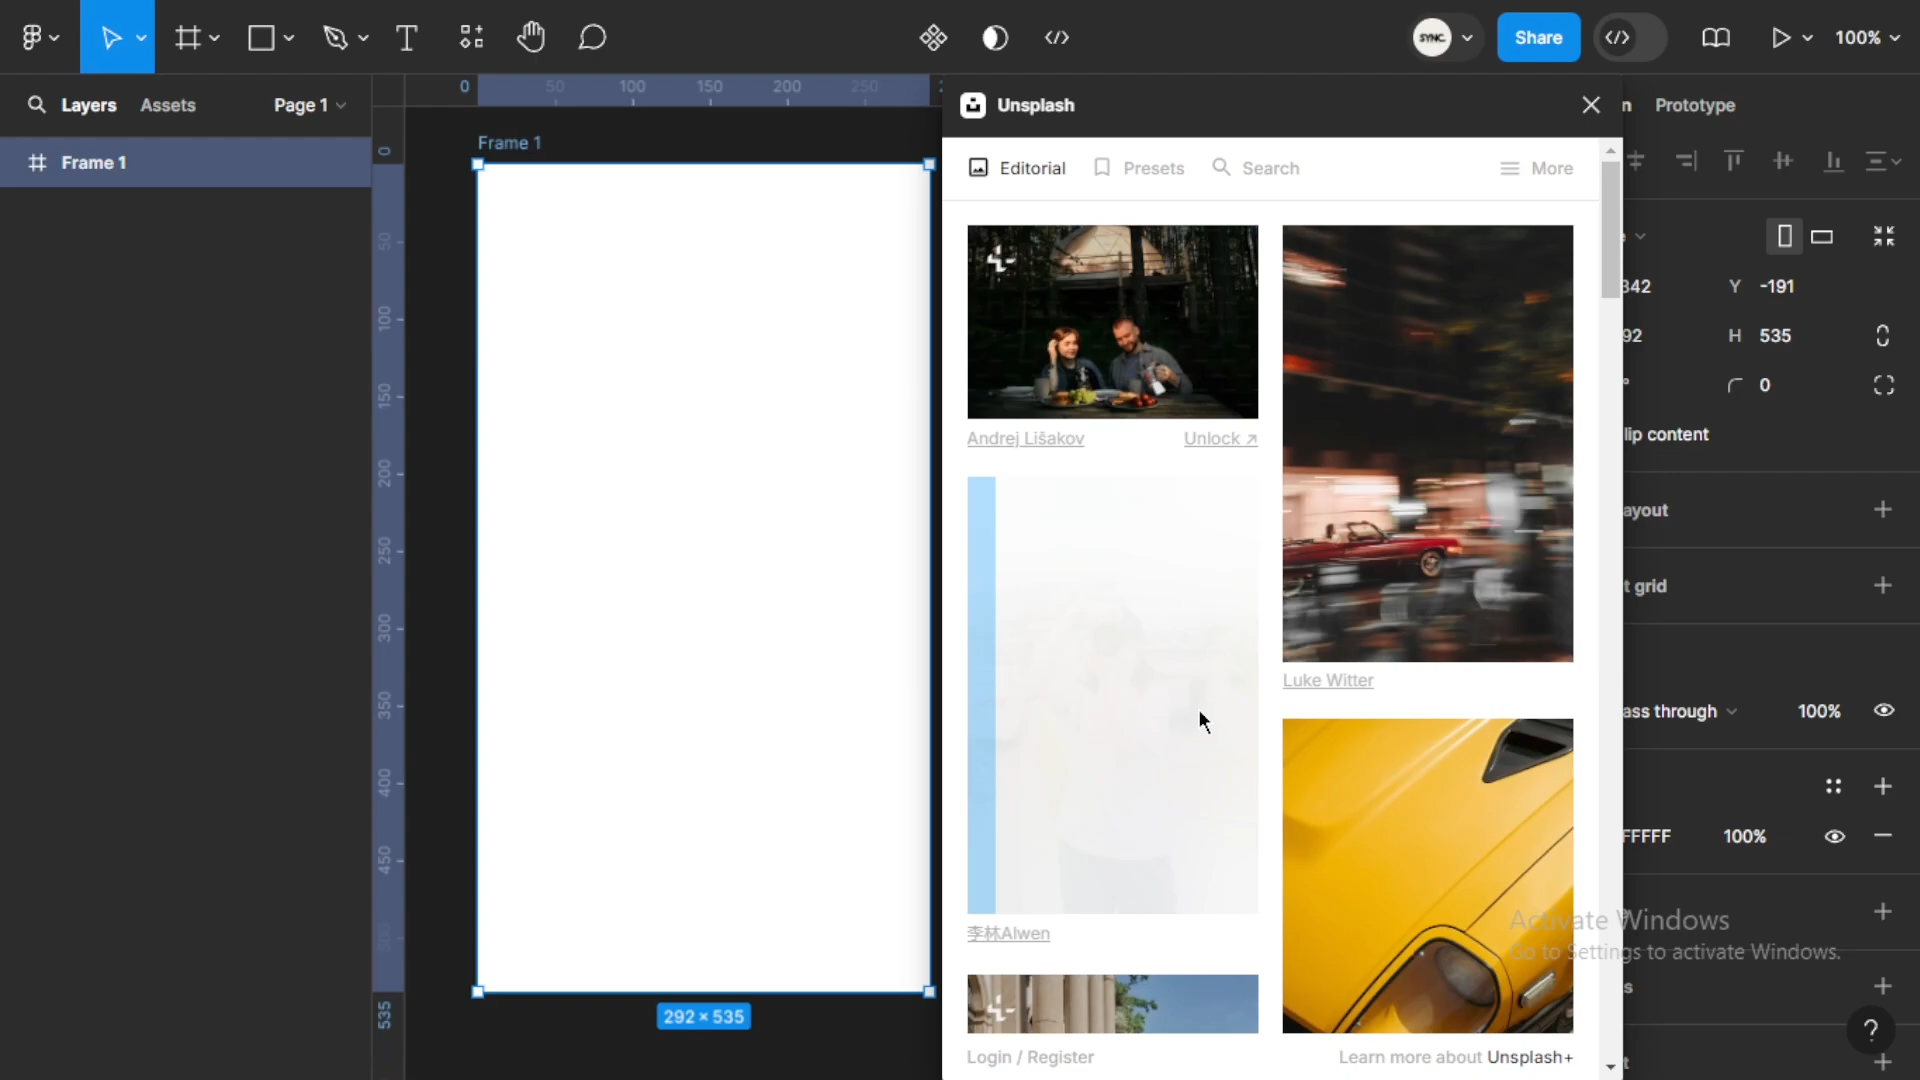 SYNC.
Share
100%
Layers
Assets
Page 1
0
50
100
150
200
250
Unsplash
Prototype
Frame 1
Frame 1
Editorial
Presets
Search
More
342
Y -191
92
H 535
0
lip content
Andrej Lišakov
Unlock ↗
ayout
t grid
Luke Witter
ass through
100%
FFFFF
100%
李林Alwen
Activate Windows
Go to Settings to activate Windows.
s
292 × 535
Login / Register
Learn more about Unsplash+
t
?
0
50
100
150
200
250
300
350
400
450
535